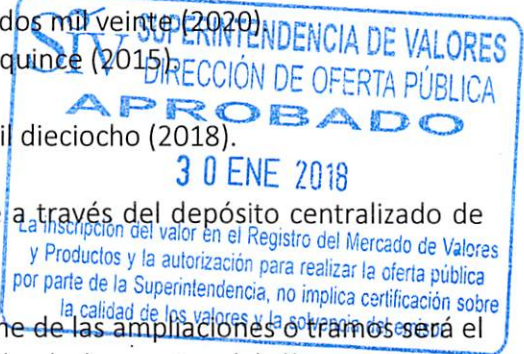 dos mil veinte (2020)
quince (2015).
SIV SUPERINTENDENCIA DE VALORES
DIRECCIÓN DE OFERTA PÚBLICA
APROBADO
il dieciocho (2018).
30 ENE 2018
a través del depósito centralizado de
La inscripción del valor en el Registro del Mercado de Valores
y Productos y la autorización para realizar la oferta pública
por parte de la Superintendencia, no implica certificación sobre
la calidad de los valores y la solvencia del emisor.
ne de las ampliaciones o tramos será el